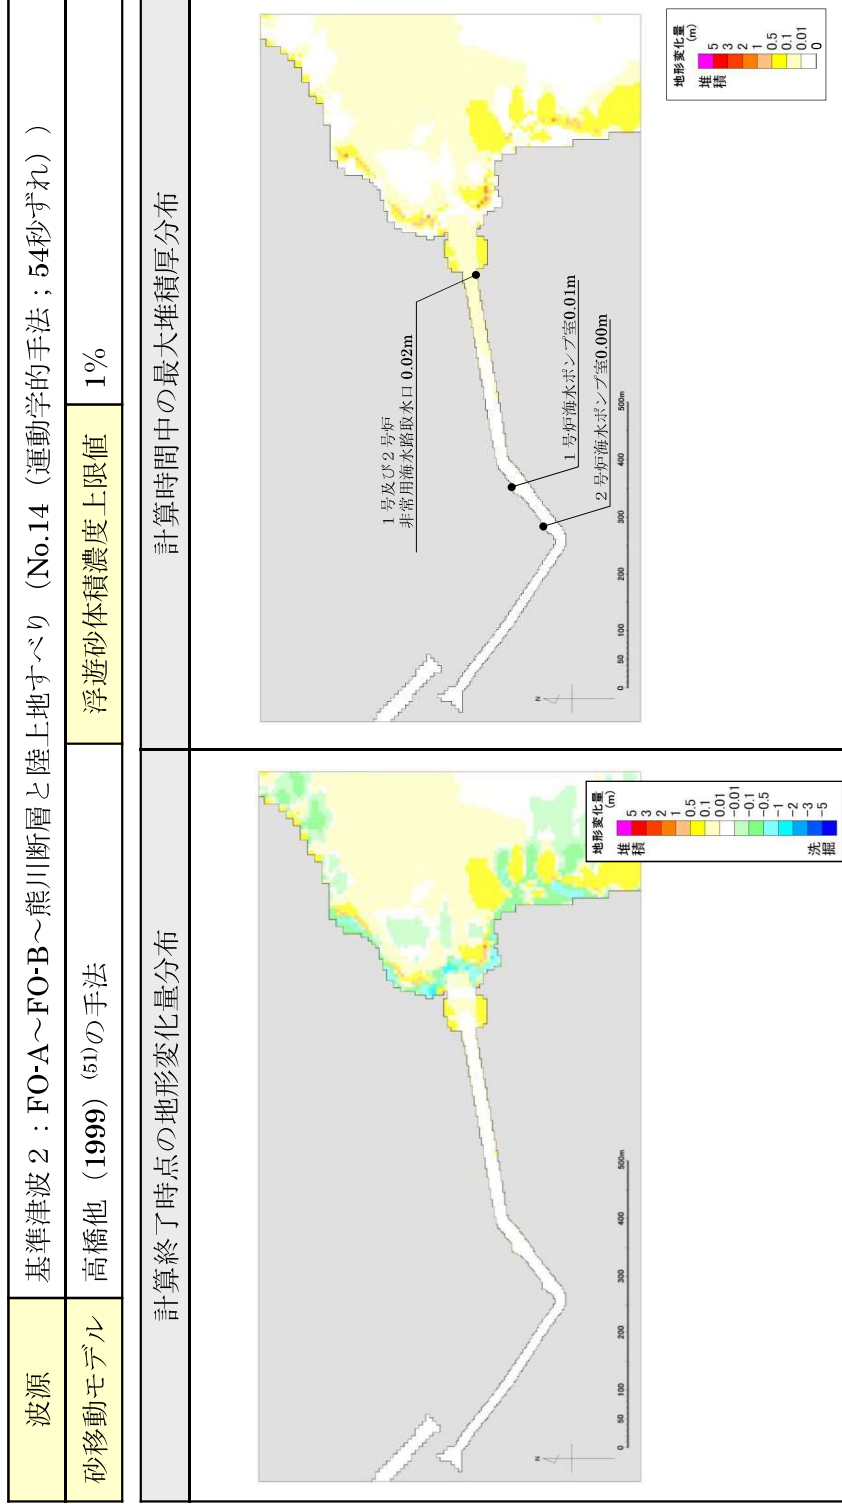 波源 基準津波２：FO-A～FO-B～熊川断層と陸上地すべり（No.14（運動学的手法；54秒ずれ））
砂移動モデル 高橋他（1999）(51)の手法 浮遊砂体積濃度上限値 1%
計算終了時点の地形変化量分布 計算時間中の最大堆積厚分布
N
0 50 100 200 300 400 500m
地形変化量
(m)
堆積
5
3
2
1
0.5
0.1
0.01
-0.01
-0.1
-0.5
-1
-2
-3
-5
洗掘
１号及び２号炉
非常用海水路取水口 0.02m
１号炉海水ポンプ室0.01m
２号炉海水ポンプ室0.00m
N
0 50 100 200 300 400 500m
地形変化量
(m)
堆積
5
3
2
1
0.5
0.1
0.01
0